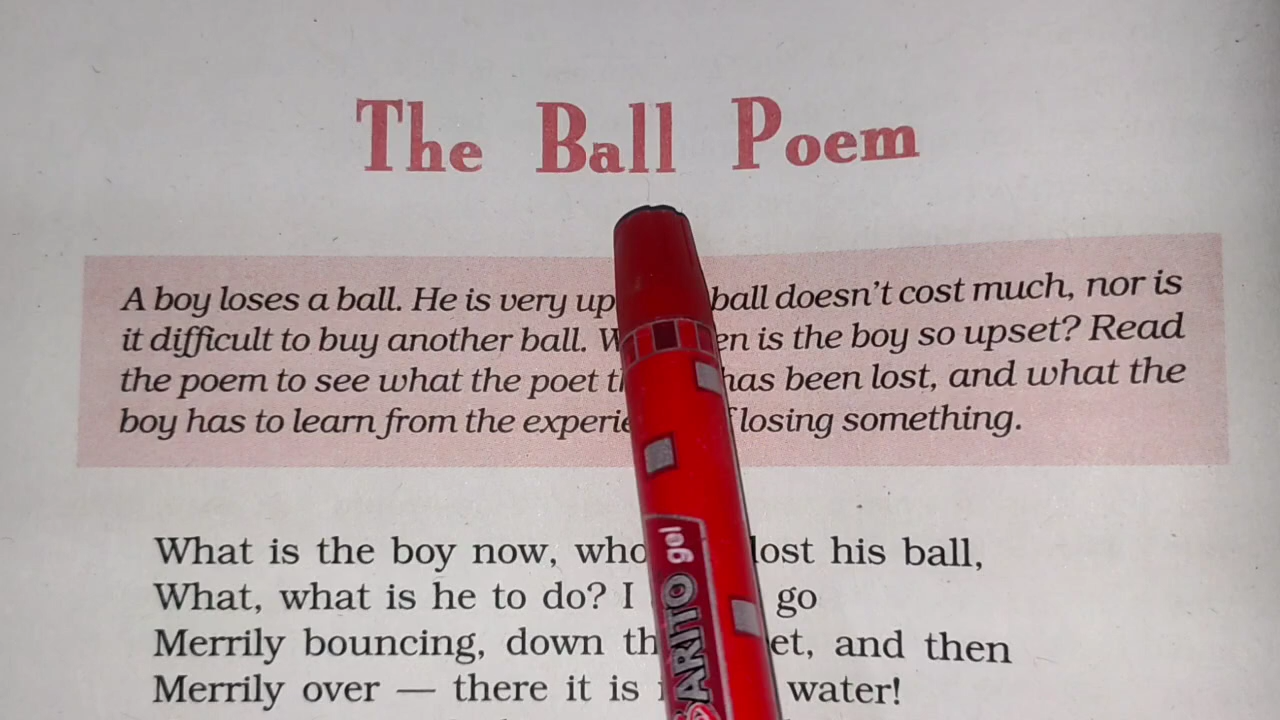 The Ball Poem
A boy loses a ball. He is very up ball doesn't cost much, nor is
it difficult to buy another ball. W en is the boy so upset? Read
the poem to see what the poet th has been lost, and what the
boy has to learn from the experie f losing something.
What is the boy now, who lost his ball,
What, what is he to do? I go
Merrily bouncing, down th et, and then
Merrily over — there it is i water!
ARITO gel